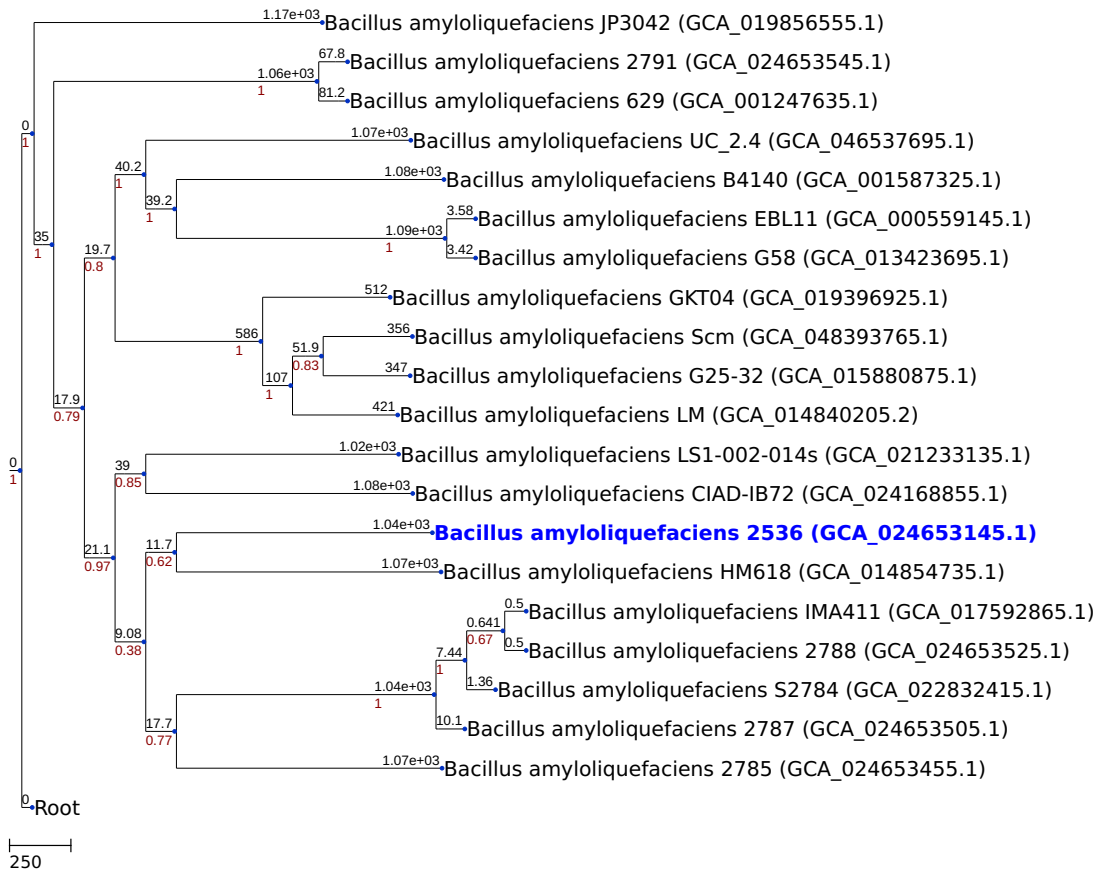 1.17e+03
Bacillus amyloliquefaciens JP3042 (GCA_019856555.1)
67.8
Bacillus amyloliquefaciens 2791 (GCA_024653545.1)
1.06e+03
1
81.2
Bacillus amyloliquefaciens 629 (GCA_001247635.1)
0
1
1.07e+03
Bacillus amyloliquefaciens UC_2.4 (GCA_046537695.1)
40.2
1
1.08e+03
Bacillus amyloliquefaciens B4140 (GCA_001587325.1)
39.2
1
3.58
Bacillus amyloliquefaciens EBL11 (GCA_000559145.1)
35
1
1.09e+03
1
19.7
0.8
3.42
Bacillus amyloliquefaciens G58 (GCA_013423695.1)
512
Bacillus amyloliquefaciens GKT04 (GCA_019396925.1)
586
1
356
Bacillus amyloliquefaciens Scm (GCA_048393765.1)
51.9
0.83
347
Bacillus amyloliquefaciens G25-32 (GCA_015880875.1)
107
1
17.9
0.79
421
Bacillus amyloliquefaciens LM (GCA_014840205.2)
1.02e+03
Bacillus amyloliquefaciens LS1-002-014s (GCA_021233135.1)
0
1
39
0.85
1.08e+03
Bacillus amyloliquefaciens CIAD-IB72 (GCA_024168855.1)
1.04e+03
Bacillus amyloliquefaciens 2536 (GCA_024653145.1)
21.1
0.97
11.7
0.62
1.07e+03
Bacillus amyloliquefaciens HM618 (GCA_014854735.1)
0.5
Bacillus amyloliquefaciens IMA411 (GCA_017592865.1)
9.08
0.38
0.641
0.67
0.5
Bacillus amyloliquefaciens 2788 (GCA_024653525.1)
7.44
1
1.36
Bacillus amyloliquefaciens S2784 (GCA_022832415.1)
1.04e+03
1
10.1
Bacillus amyloliquefaciens 2787 (GCA_024653505.1)
17.7
0.77
1.07e+03
Bacillus amyloliquefaciens 2785 (GCA_024653455.1)
0
Root
250